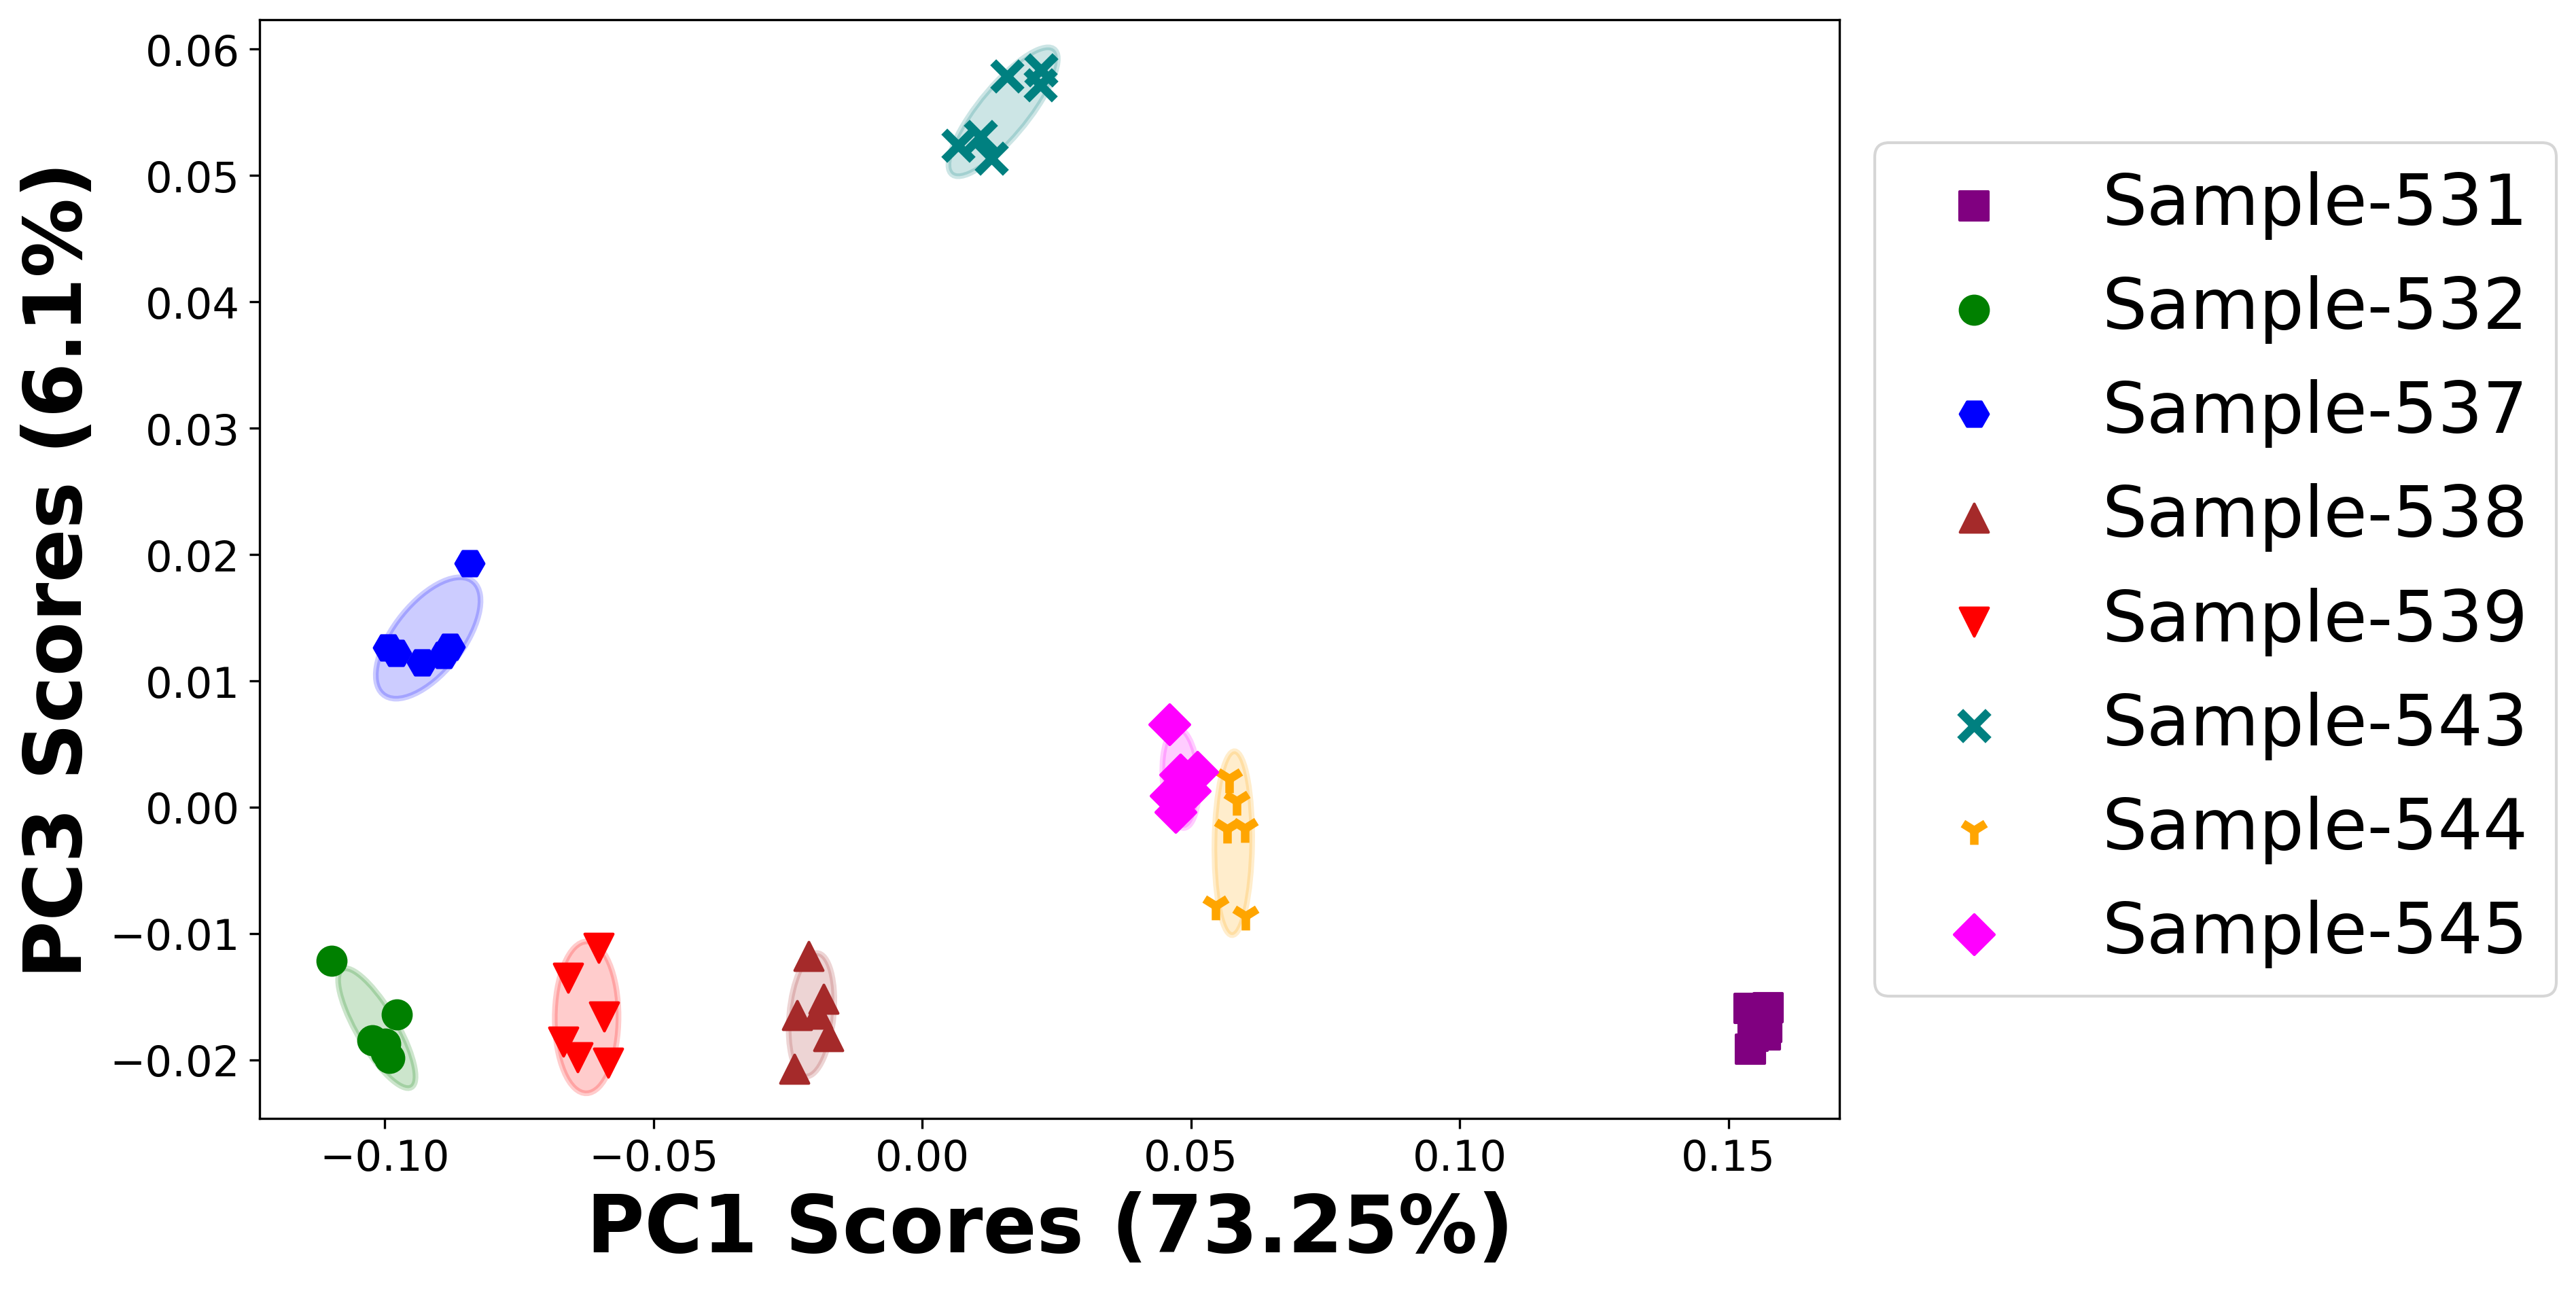 PC3 Scores (6.1%)
0.06
0.05
0.04
0.03
0.02
0.01
0.00
−0.01
−0.02
−0.10 −0.05 0.00 0.05 0.10 0.15
PC1 Scores (73.25%)
Sample-531
Sample-532
Sample-537
Sample-538
Sample-539
Sample-543
Sample-544
Sample-545